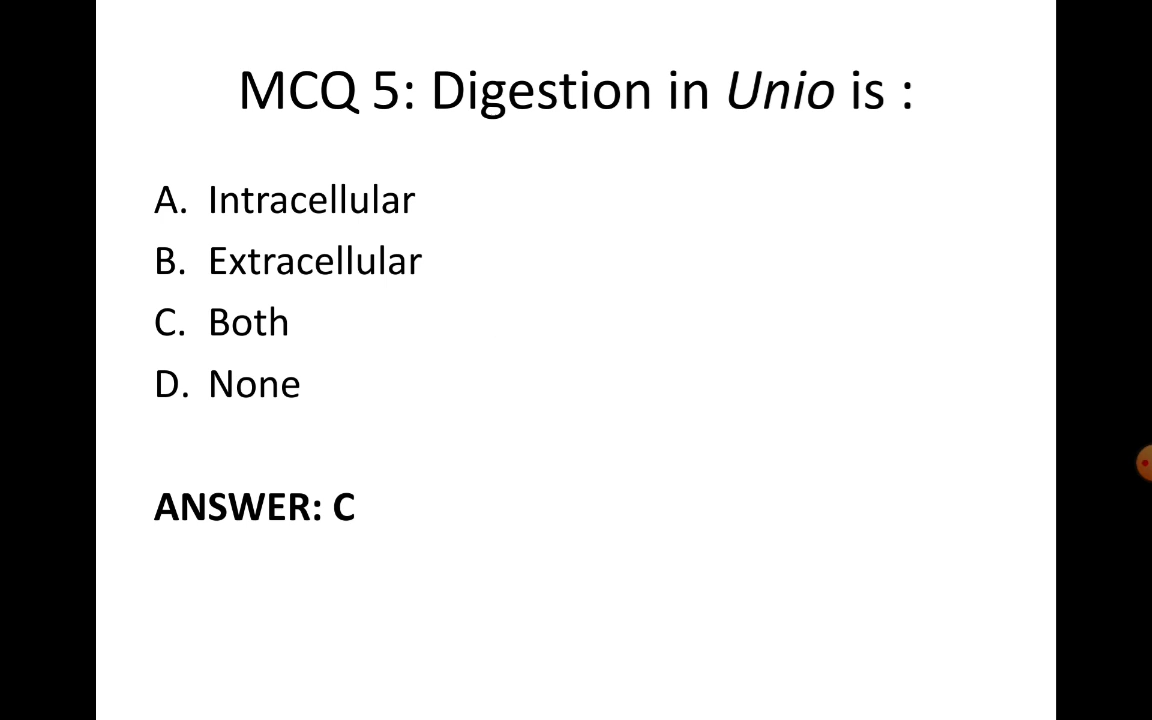 MCQ 5: Digestion in Unio is :
A. Intracellular
B. Extracellular
C. Both
D. None
ANSWER: C